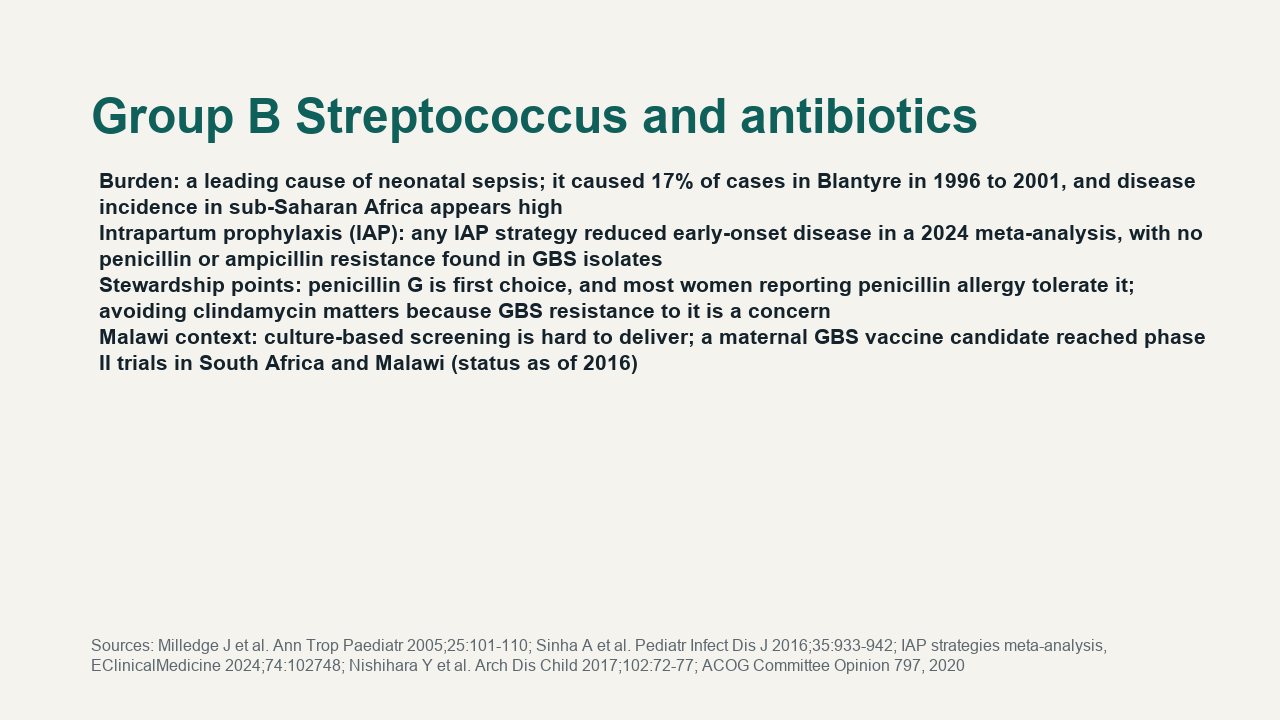 Group B Streptococcus and antibiotics
Burden: a leading cause of neonatal sepsis; it caused 17% of cases in Blantyre in 1996 to 2001, and disease
incidence in sub-Saharan Africa appears high
Intrapartum prophylaxis (IAP): any IAP strategy reduced early-onset disease in a 2024 meta-analysis, with no
penicillin or ampicillin resistance found in GBS isolates
Stewardship points: penicillin G is first choice, and most women reporting penicillin allergy tolerate it;
avoiding clindamycin matters because GBS resistance to it is a concern
Malawi context: culture-based screening is hard to deliver; a maternal GBS vaccine candidate reached phase
II trials in South Africa and Malawi (status as of 2016)
Sources: Milledge J et al. Ann Trop Paediatr 2005;25:101-110; Sinha A et al. Pediatr Infect Dis J 2016;35:933-942; IAP strategies meta-analysis,
EClinicalMedicine 2024;74:102748; Nishihara Y et al. Arch Dis Child 2017;102:72-77; ACOG Committee Opinion 797, 2020